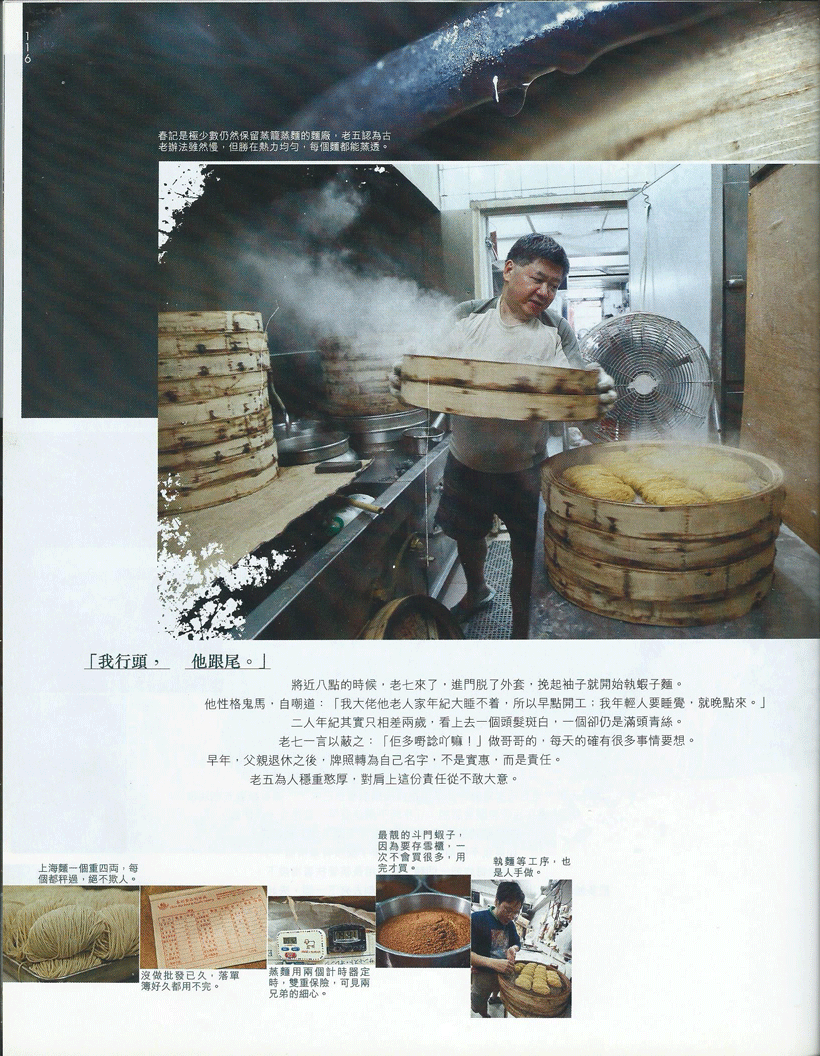 116
春記是極少數仍然保留蒸籠蒸麵的麵廠，老五認為古
老辦法雖然慢，但勝在熱力均勻，每個麵都能蒸透。
「我行頭， 他跟尾。」
將近八點的時候，老七來了，進門脫了外套，挽起袖子就開始執蝦子麵。
他性格鬼馬，自嘲道：「我大佬他老人家年紀大睡不着，所以早點開工；我年輕人要睡覺，就晚點來。」
二人年紀其實只相差兩歲，看上去一個頭髮斑白，一個卻仍是滿頭青絲。
老七一言以蔽之：「佢多嘢諗吖嘛！」做哥哥的，每天的確有很多事情要想。
早年，父親退休之後，牌照轉為自己名字，不是實惠，而是責任。
老五為人穩重憨厚，對肩上這份責任從不敢大意。
上海麵一個重四両，每
個都秤過，絕不欺人。
沒做批發已久，落單
簿好久都用不完。
蒸麵用兩個計時器定
時，雙重保險，可見兩
兄弟的細心。
最靚的斗門蝦子，
因為要存雪櫃，一
次不會買很多，用
完才買。
執麵等工序，也
是人手做。